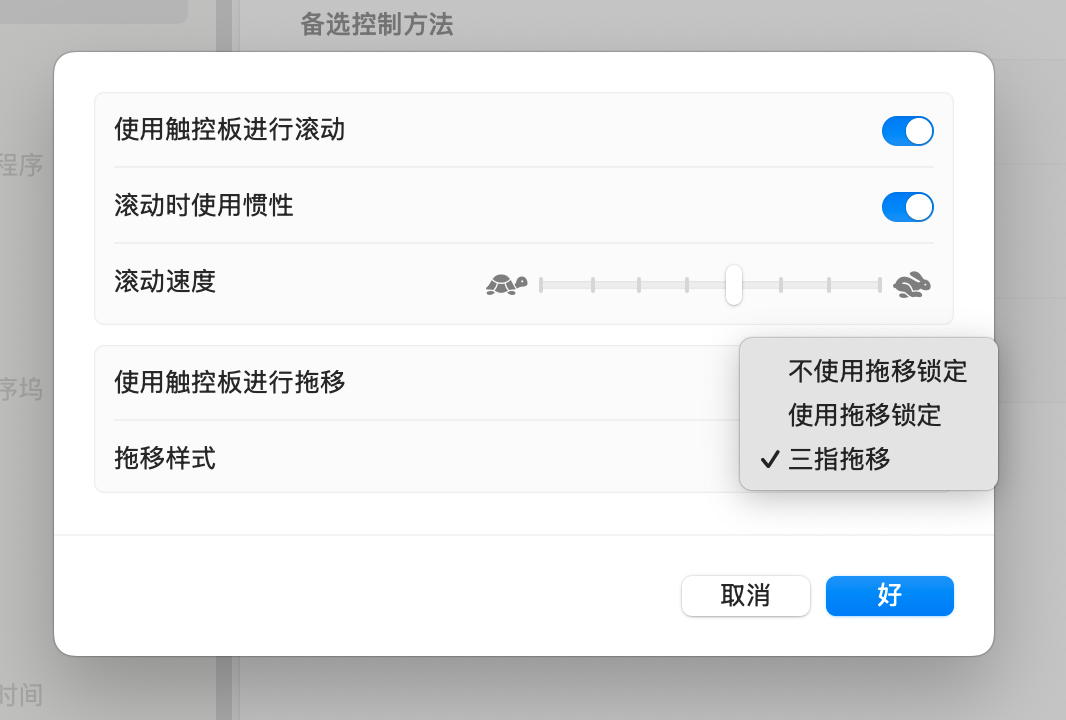 备选控制方法
使用触控板进行滚动
程序
滚动时使用惯性
滚动速度
使用触控板进行拖移
不使用拖移锁定
序坞
使用拖移锁定
拖移样式
三指拖移
取消
好
时间